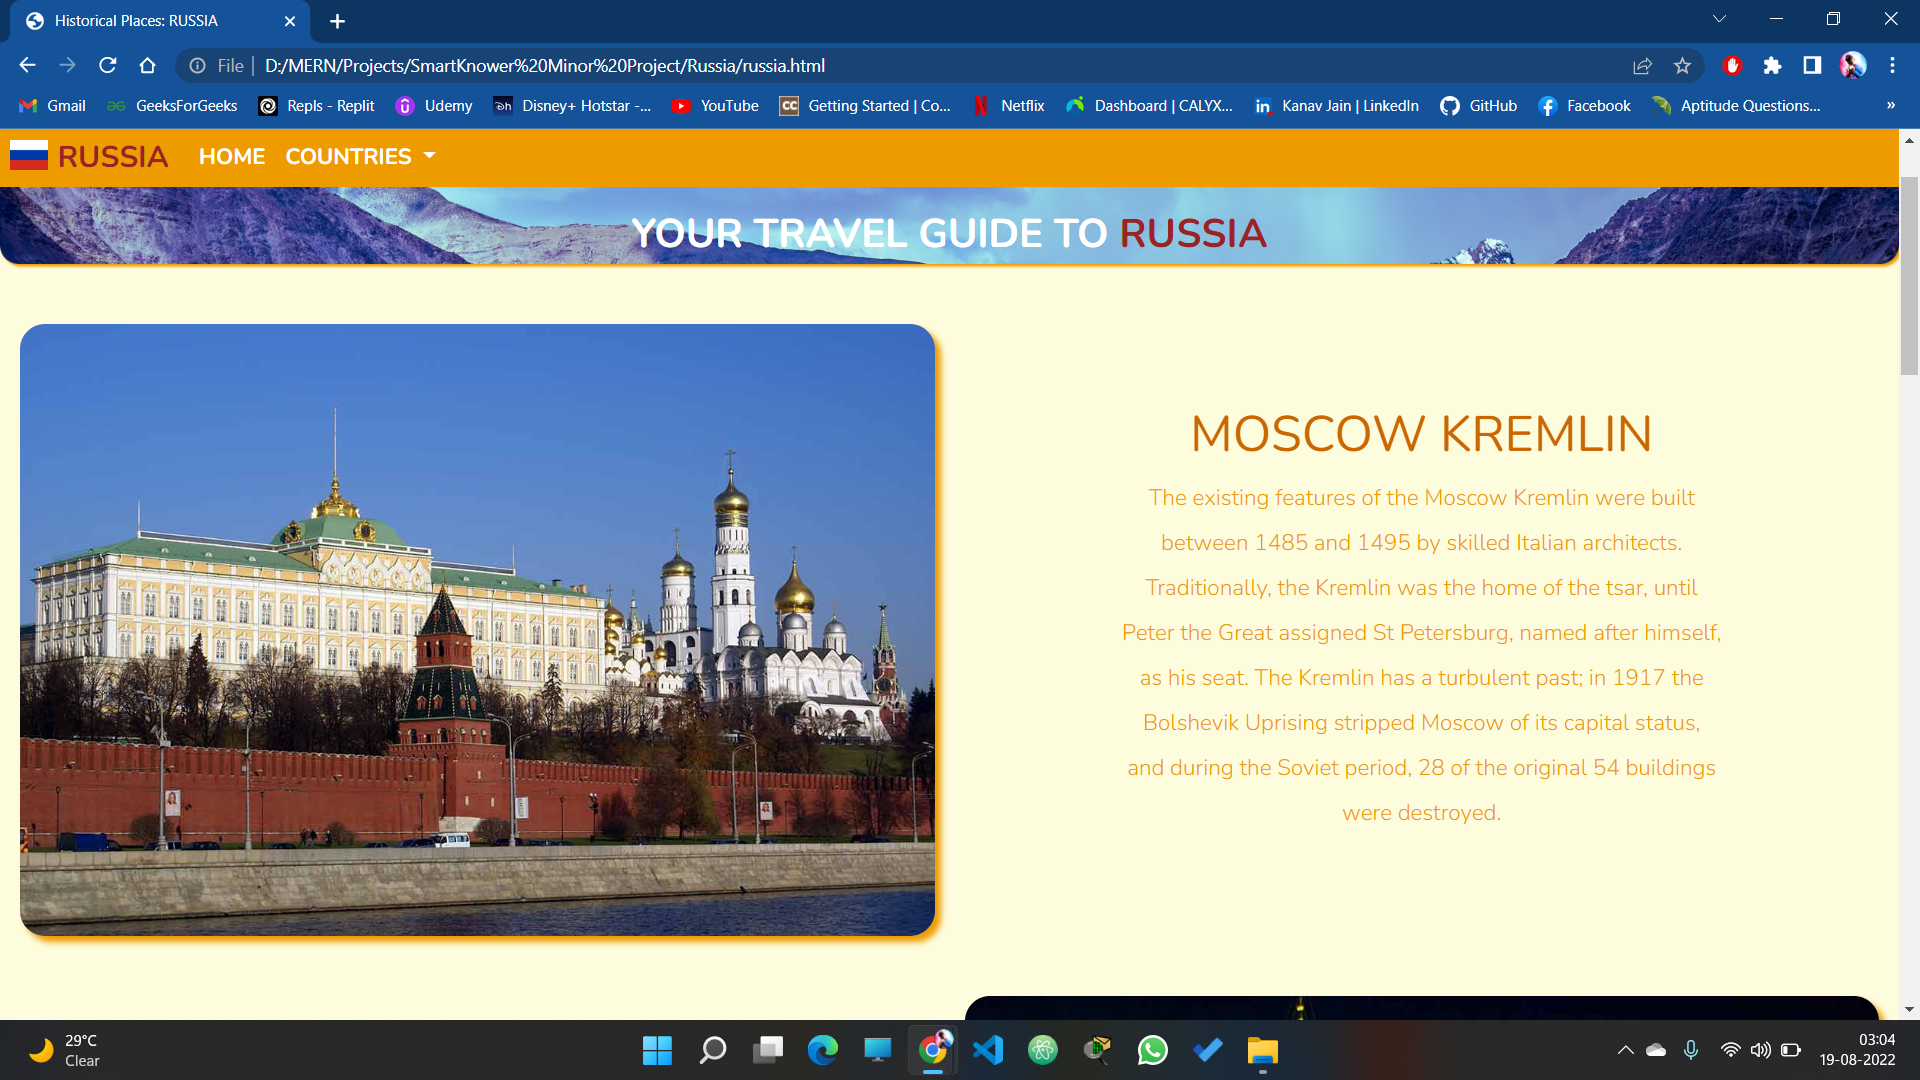 Historical Places: RUSSIA
File | D:/MERN/Projects/SmartKnower%20Minor%20Project/Russia/russia.html
Gmail GeeksForGeeks Repls - Replit Udemy Disney+ Hotstar -... YouTube Getting Started | Co... Netflix Dashboard | CALYX... Kanav Jain | LinkedIn GitHub Facebook Aptitude Questions... »
RUSSIA HOME COUNTRIES
YOUR TRAVEL GUIDE TO RUSSIA
MOSCOW KREMLIN
The existing features of the Moscow Kremlin were built
between 1485 and 1495 by skilled Italian architects.
Traditionally, the Kremlin was the home of the tsar, until
Peter the Great assigned St Petersburg, named after himself,
as his seat. The Kremlin has a turbulent past; in 1917 the
Bolshevik Uprising stripped Moscow of its capital status,
and during the Soviet period, 28 of the original 54 buildings
were destroyed.
29°C
Clear
03:04
19-08-2022